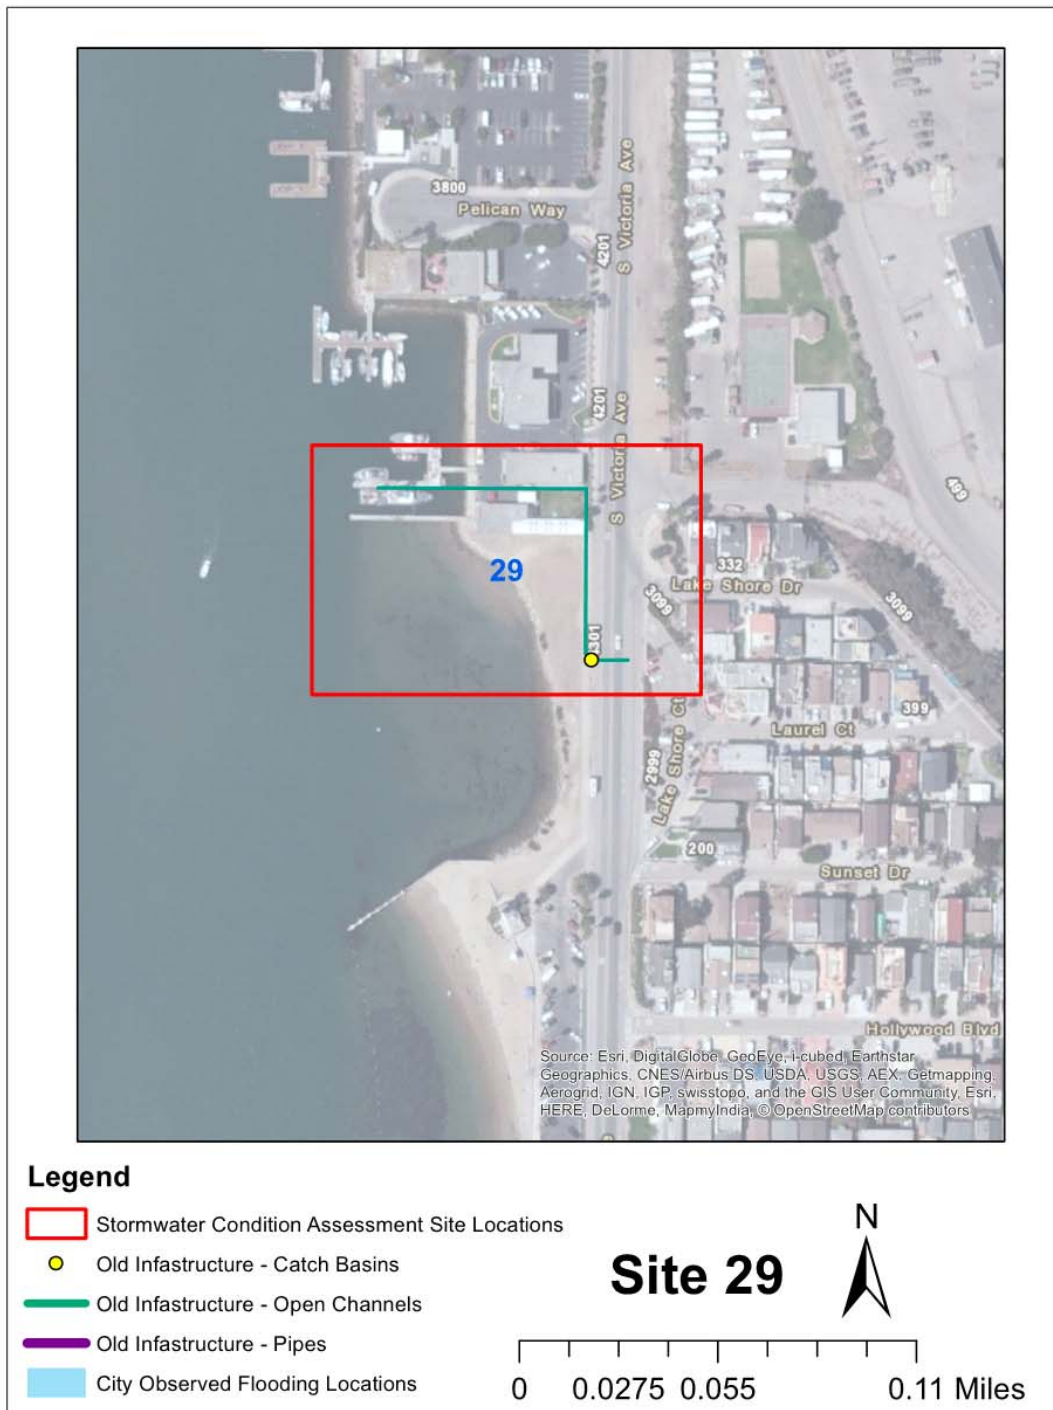 3800
Pelican Way
S Victoria Ave
4201
4201
S Victoria Ave
499
29
332
Lake Shore Dr
3099
3099
301
399
Laurel Ct
2999
Lake Shore Ct
200
Sunset Dr
Hollywood Blvd
Source: Esri, DigitalGlobe, GeoEye, i-cubed, Earthstar
Geographics, CNES/Airbus DS, USDA, USGS, AEX, Getmapping,
Aerogrid, IGN, IGP, swisstopo, and the GIS User Community, Esri,
HERE, DeLorme, MapmyIndia, © OpenStreetMap contributors
Legend
Stormwater Condition Assessment Site Locations
Old Infastructure - Catch Basins
Old Infastructure - Open Channels
Old Infastructure - Pipes
City Observed Flooding Locations
Site 29
N
0 0.0275 0.055 0.11 Miles